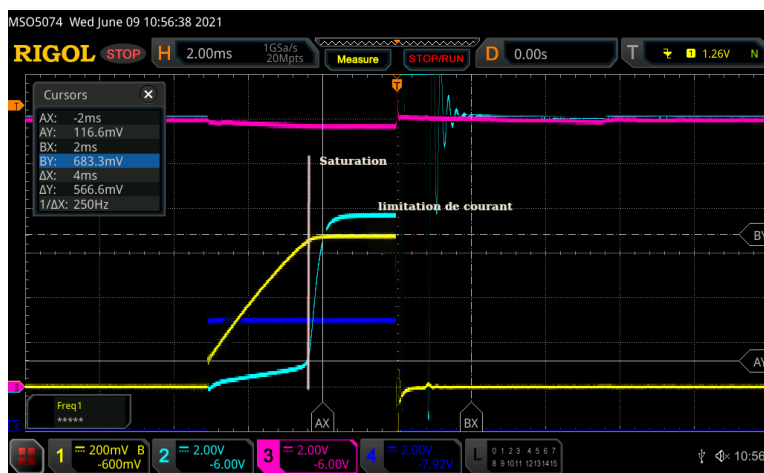 MSO5074 Wed June 09 10:56:38 2021
RIGOL STOP H 2.00ms 1GSa/s 20Mpts Measure STOP/RUN D 0.00s T 1 1.26V N
T
1
Cursors
AX: -2ms
AY: 116.6mV
BX: 2ms
BY: 683.3mV
ΔX: 4ms
ΔY: 566.6mV
1/ΔX: 250Hz
Saturation
limitation de courant
BY
AY
3
Freq1
*****
AX BX
1 200mV B -600mV 2 2.00V -6.00V 3 2.00V -6.00V 4 2.00V -7.92V L 0 1 2 3 4 5 6 7 8 9 10 11 12 13 14 15 10:56